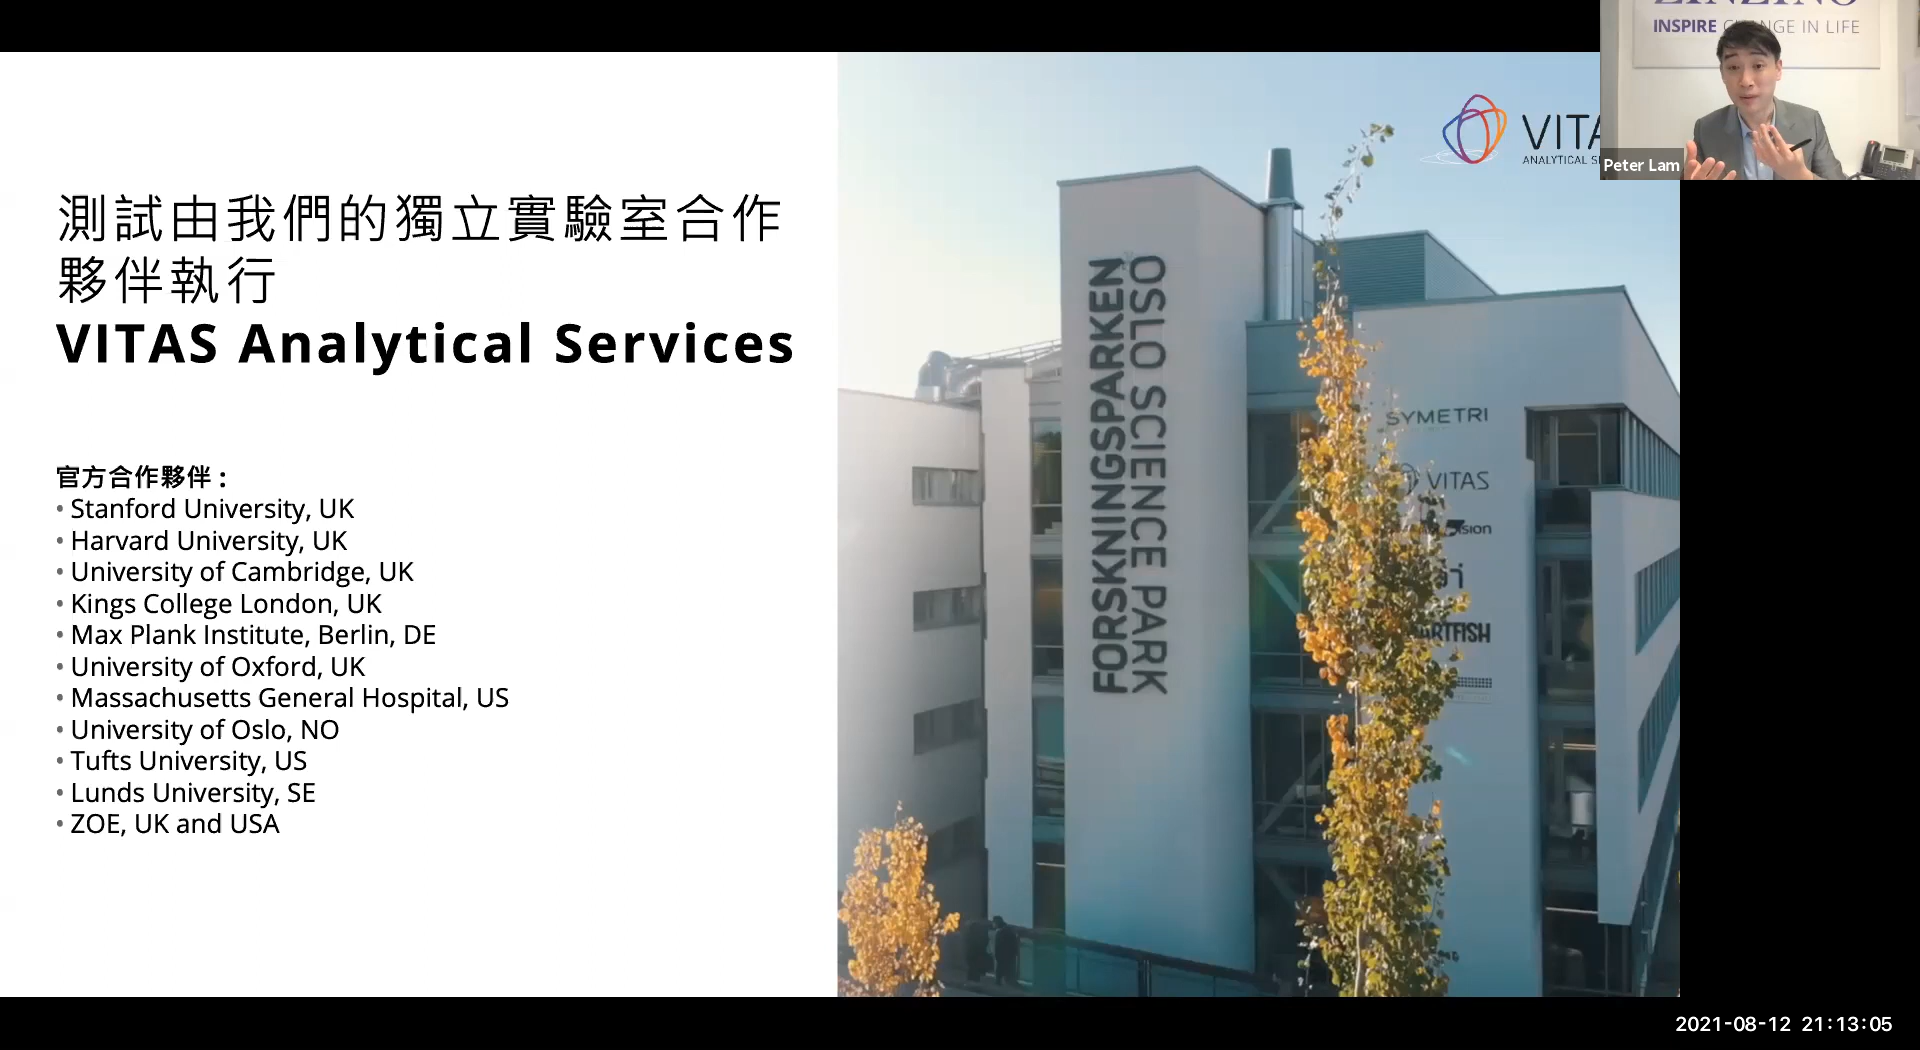 測試由我們的獨立實驗室合作
夥伴執行
VITAS Analytical Services
官方合作夥伴 :
• Stanford University, UK
• Harvard University, UK
• University of Cambridge, UK
• Kings College London, UK
• Max Plank Institute, Berlin, DE
• University of Oxford, UK
• Massachusetts General Hospital, US
• University of Oslo, NO
• Tufts University, US
• Lunds University, SE
• ZOE, UK and USA
FORSKNINGSPARKEN
OSLO SCIENCE PARK
SYMETRI
VITAS
ANALYTICAL
INSPIRE CHANGE IN LIFE
Peter Lam
2021-08-12 21:13:05